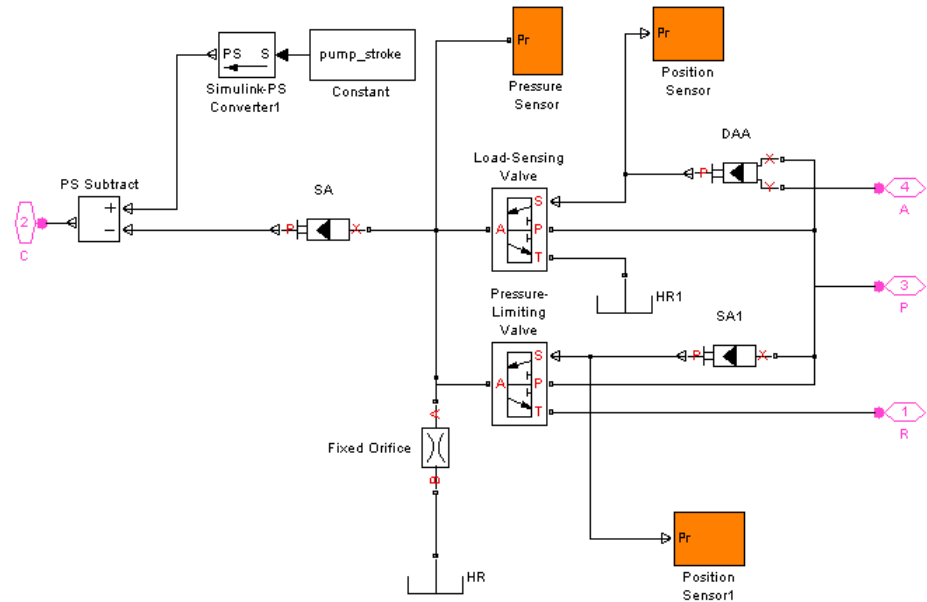 PS S
Simulink-PS
Converter1
pump_stroke
Constant
Pr
Pressure
Sensor
Pr
Position
Sensor
DAA
P
X
Y
4
A
Load-Sensing
Valve
S
A P
T
HR1
PS Subtract
+
−
2
C
SA
P X
3
P
Pressure-
Limiting
Valve
S
A P
T
SA1
P X
1
R
A
Fixed Orifice
B
HR
Pr
Position
Sensor1